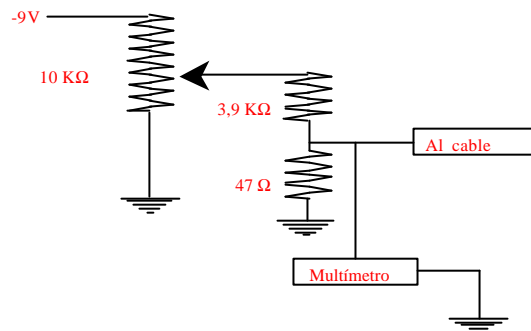 -9V
10 KΩ
3,9 KΩ
Al cable
47 Ω
Multímetro